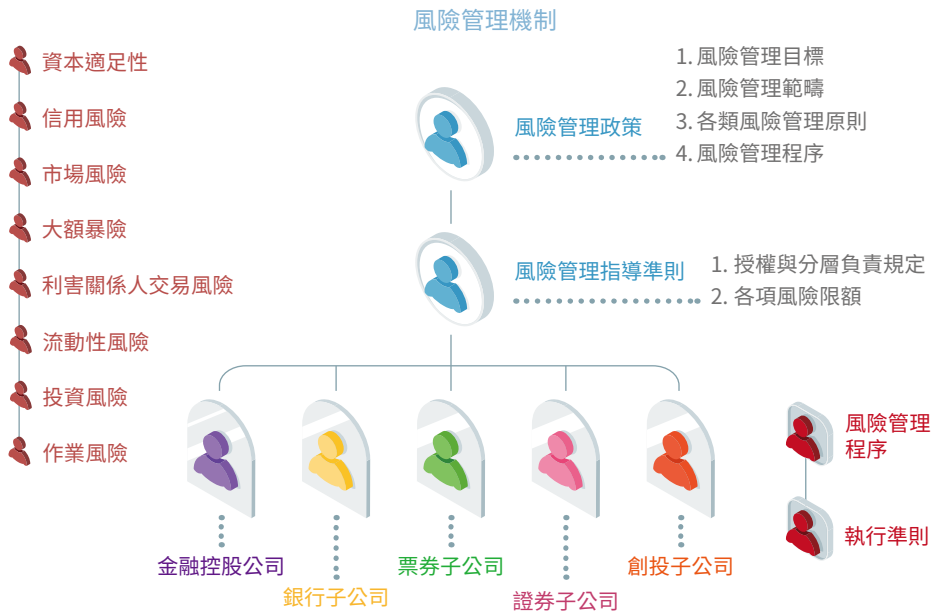 風險管理機制
資本適足性
信用風險
市場風險
大額暴險
利害關係人交易風險
流動性風險
投資風險
作業風險
風險管理政策
1. 風險管理目標
2. 風險管理範疇
3. 各類風險管理原則
4. 風險管理程序
風險管理指導準則
1. 授權與分層負責規定
2. 各項風險限額
金融控股公司
銀行子公司
票券子公司
證券子公司
創投子公司
風險管理
程序
執行準則